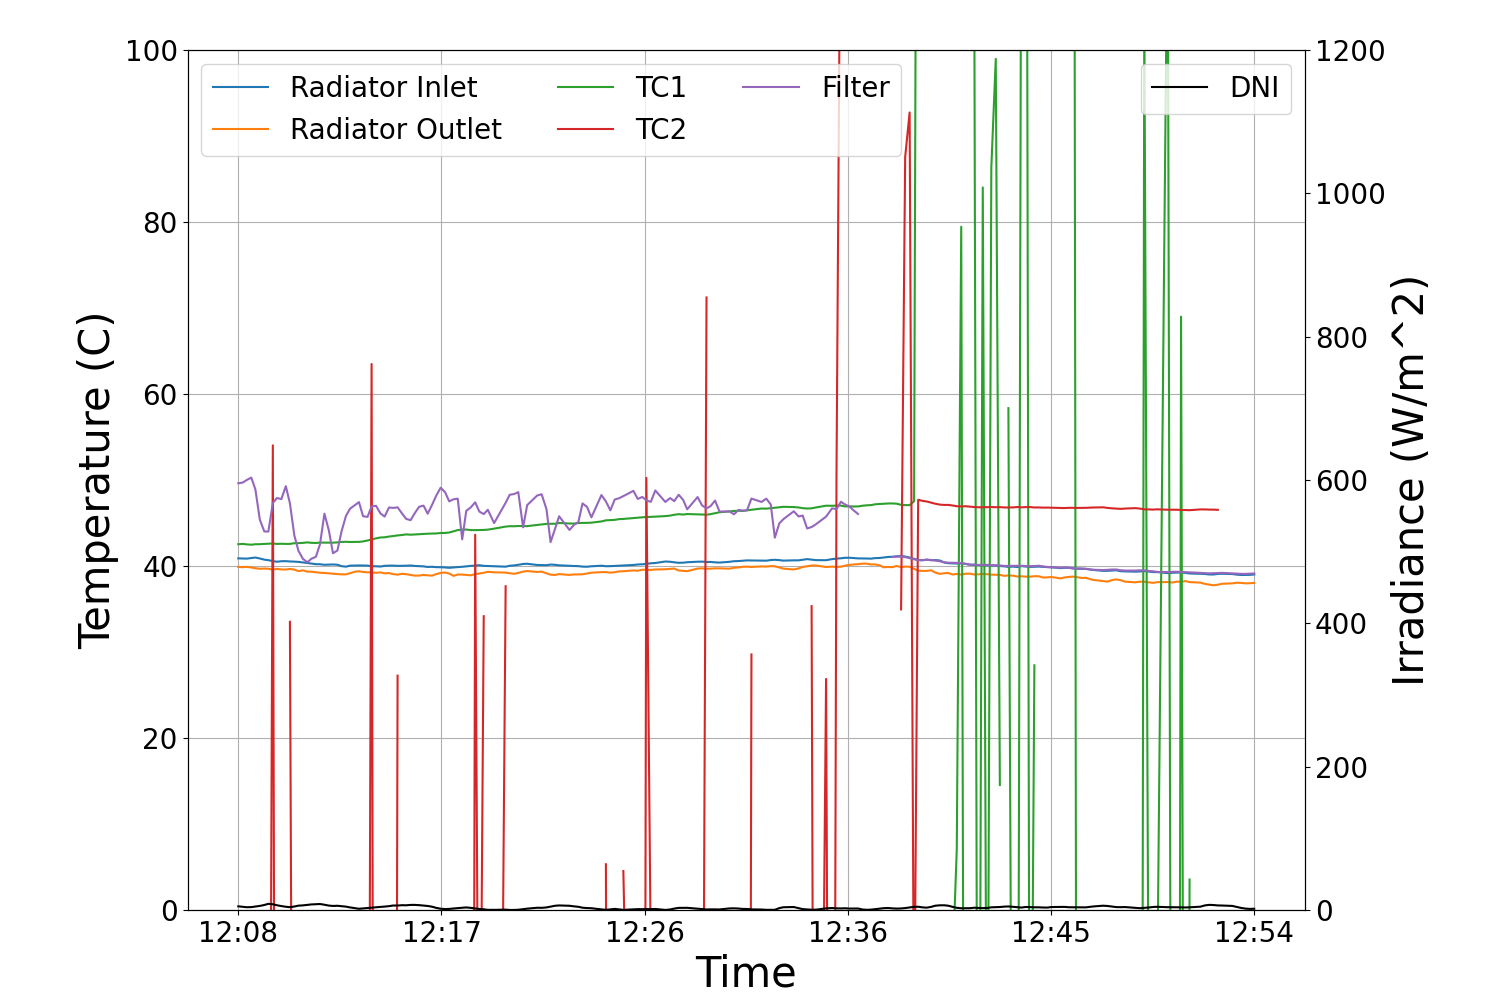 100
80
60
40
20
0
Temperature (C)
Radiator Inlet
Radiator Outlet
TC1
TC2
Filter
DNI
1200
1000
800
600
400
200
0
Irradiance (W/m^2)
12:08 12:17 12:26 12:36 12:45 12:54
Time